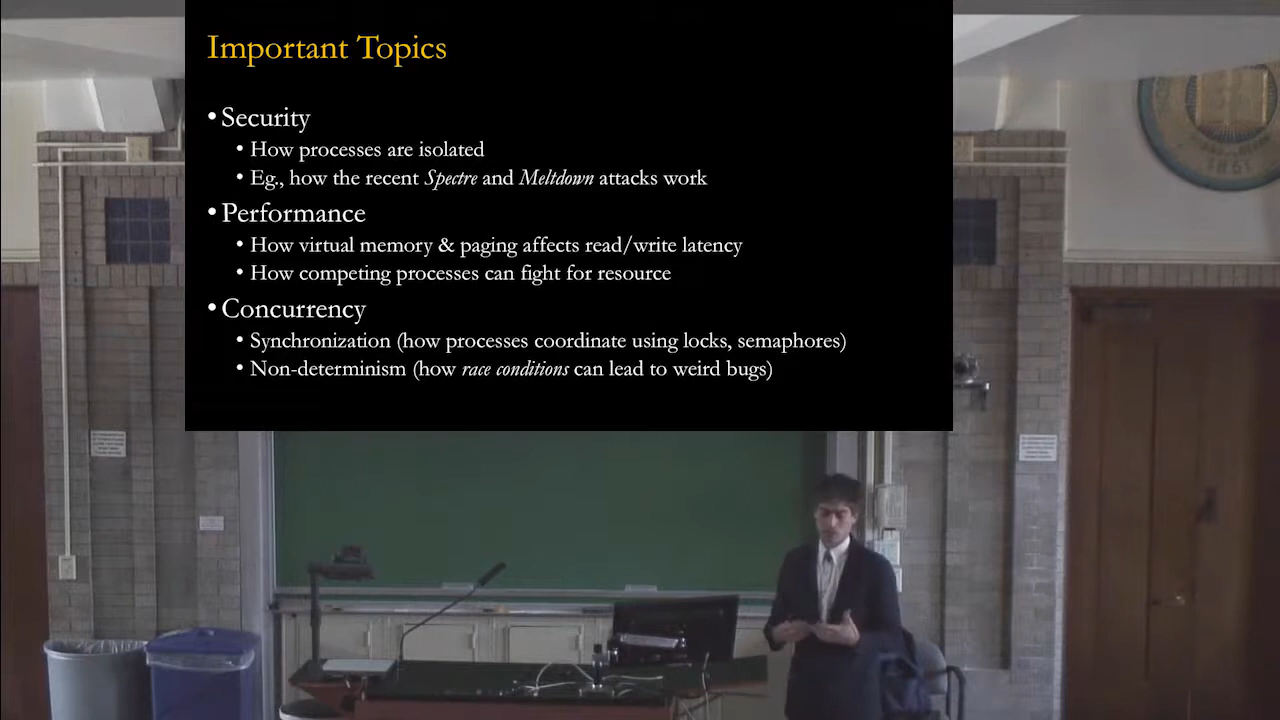 Important Topics
• Security
• How processes are isolated
• Eg., how the recent Spectre and Meltdown attacks work
• Performance
• How virtual memory & paging affects read/write latency
• How competing processes can fight for resource
• Concurrency
• Synchronization (how processes coordinate using locks, semaphores)
• Non-determinism (how race conditions can lead to weird bugs)